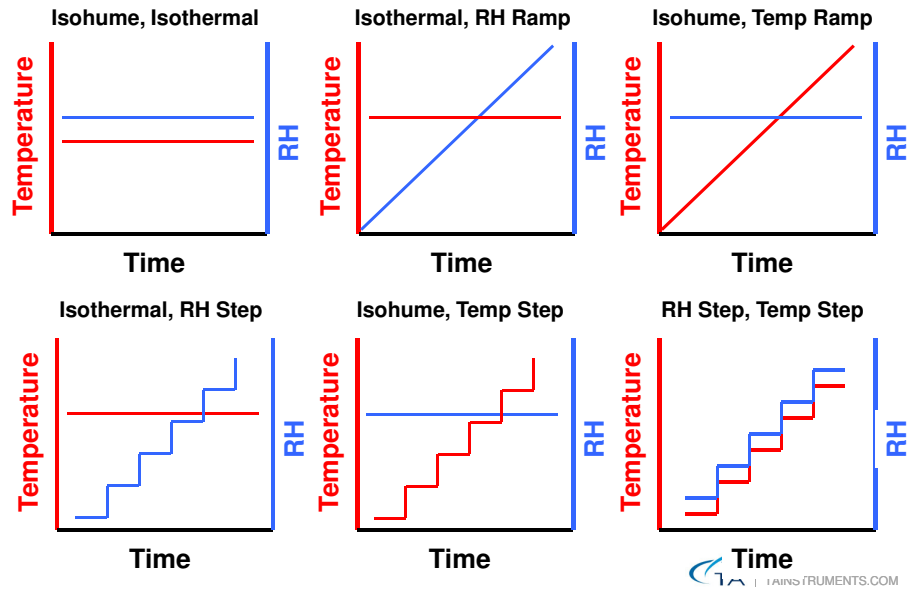 Isohume, Isothermal
Isothermal, RH Ramp
Isohume, Temp Ramp
Temperature
RH
Temperature
RH
Temperature
RH
Time
Time
Time
Isothermal, RH Step
Isohume, Temp Step
RH Step, Temp Step
Temperature
RH
Temperature
RH
Temperature
RH
Time
Time
Time
TA | TAINSTRUMENTS.COM